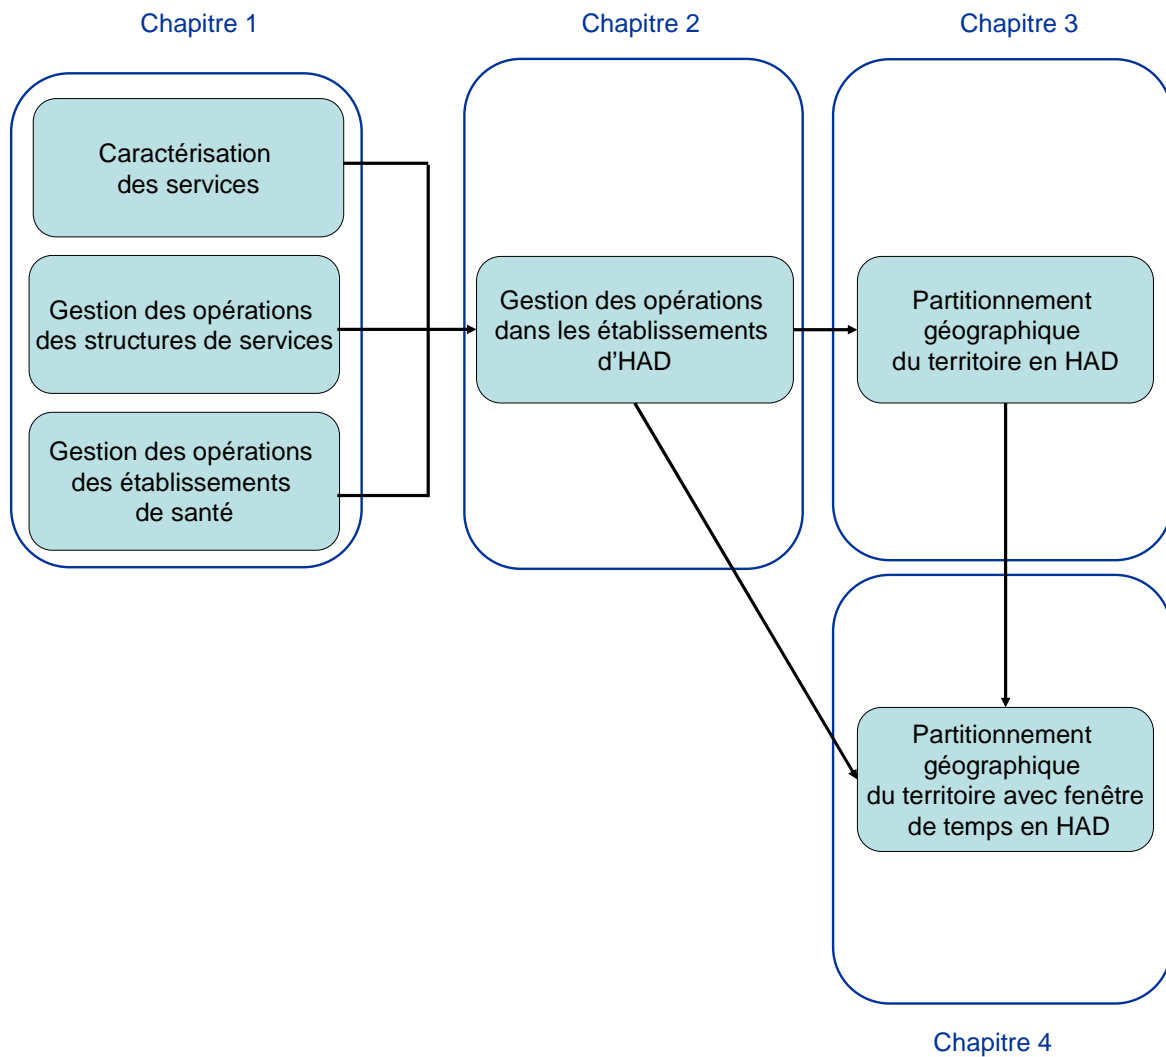 Chapitre 1
Chapitre 2
Chapitre 3
Caractérisation
des services
Gestion des opérations
des structures de services
Gestion des opérations
des établissements
de santé
Gestion des opérations
dans les établissements
d’HAD
Partitionnement
géographique
du territoire en HAD
Partitionnement
géographique
du territoire avec fenêtre
de temps en HAD
Chapitre 4